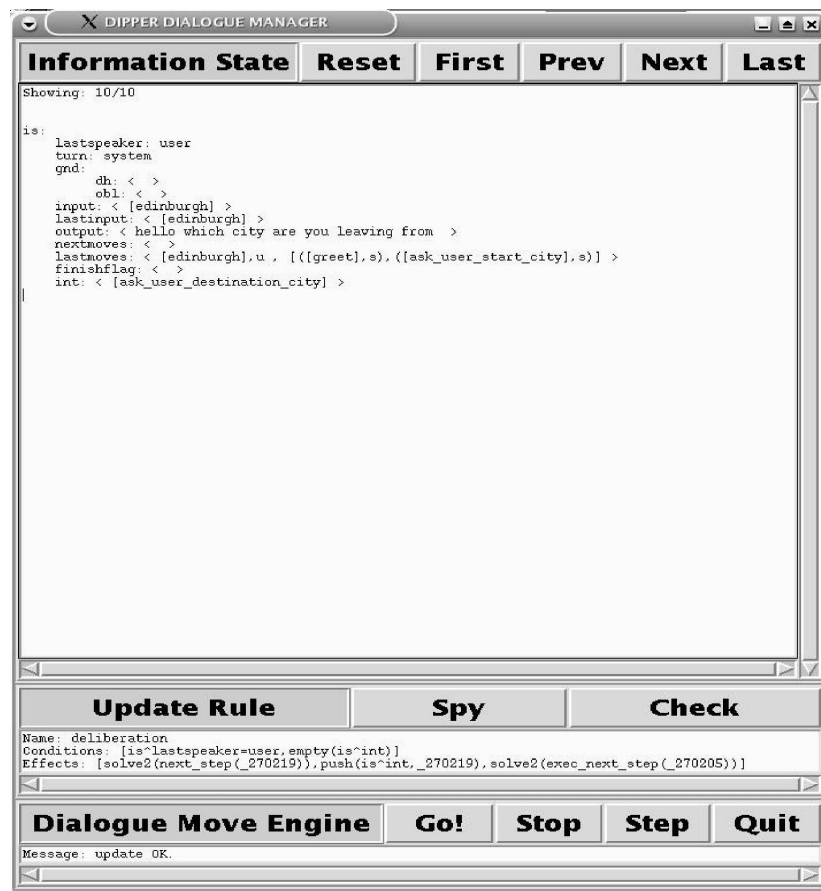 X DIPPER DIALOGUE MANAGER
Information State Reset First Prev Next Last
Showing: 10/10
is:
lastspeaker: user
turn: system
gnd:
dh: < >
obl: < >
input: < [edinburgh] >
lastinput: < [edinburgh] >
output: < hello which city are you leaving from >
nextmoves: < >
lastmoves: < [edinburgh],u , [([greet],s),([ask_user_start_city],s)] >
finishflag: < >
int: < [ask_user_destination_city] >
Update Rule Spy Check
Name: deliberation
Conditions: [is^lastspeaker=user,empty(is^int)]
Effects: [solve2(next_step(_270219)),push(is^int,_270219),solve2(exec_next_step(_270205))]
Dialogue Move Engine Go! Stop Step Quit
Message: update OK.